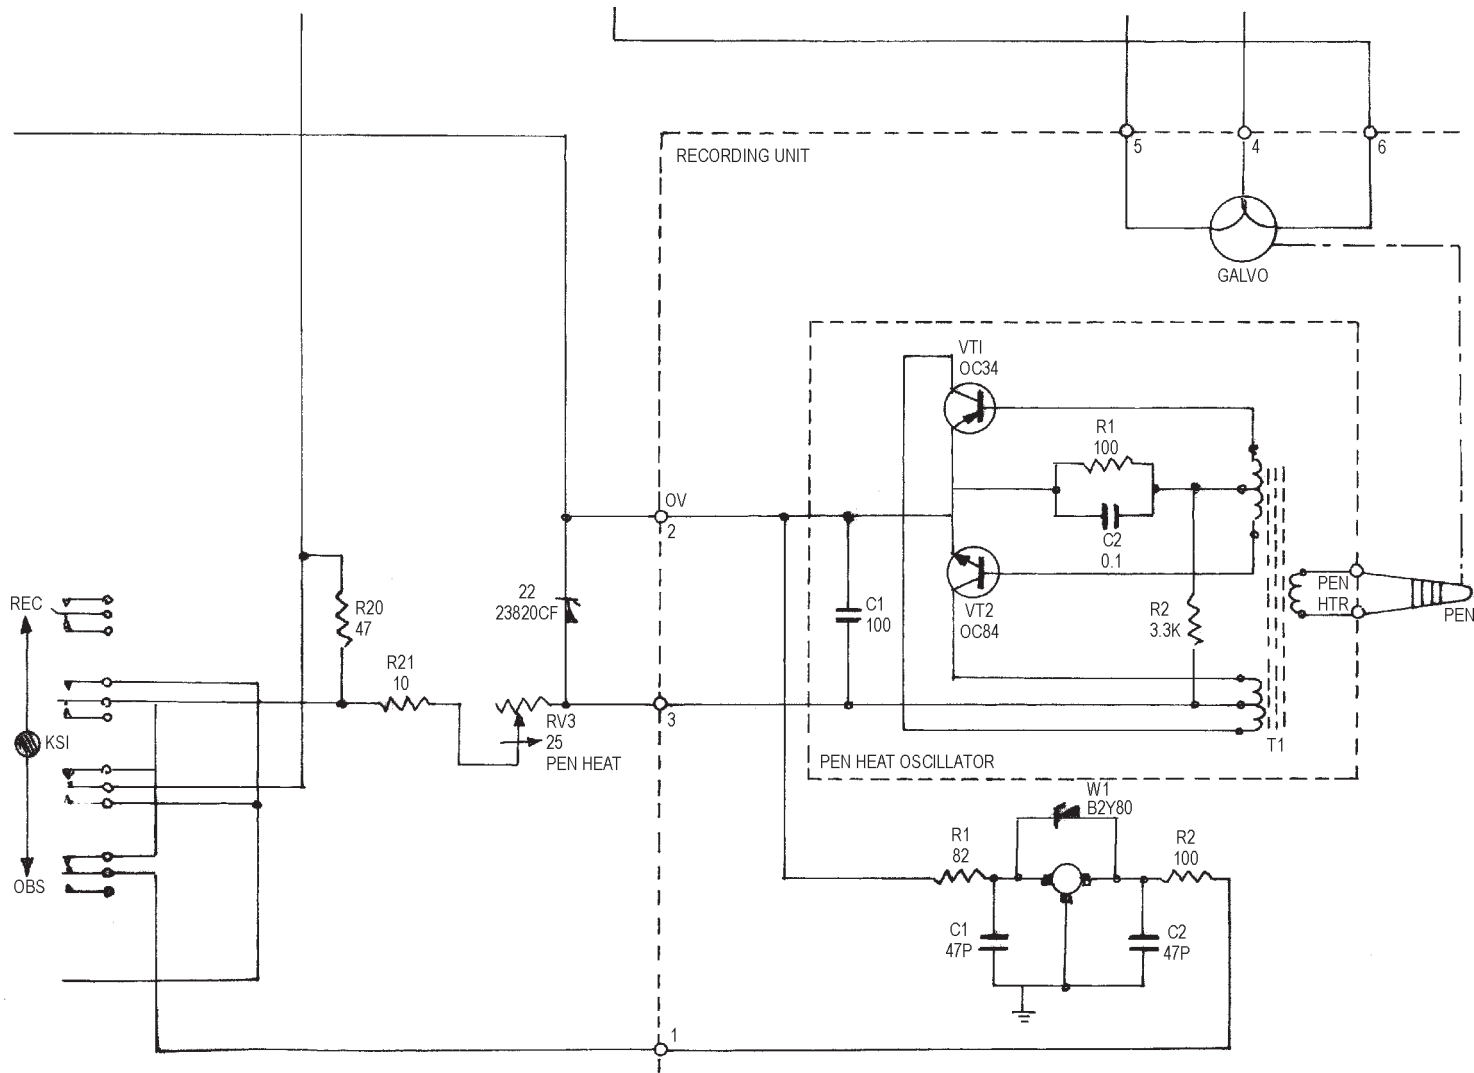 RECORDING UNIT
5
4
6
GALVO
VT1
OC34
R1
100
OV
2
C2
0.1
22
23820CF
REC
R20
47
C1
100
VT2
OC84
R2
3.3K
PEN
HTR
PEN
R21
10
RV3
25
PEN HEAT
3
KSI
T1
PEN HEAT OSCILLATOR
W1
B2Y80
R1
82
R2
100
OBS
C1
47P
C2
47P
1